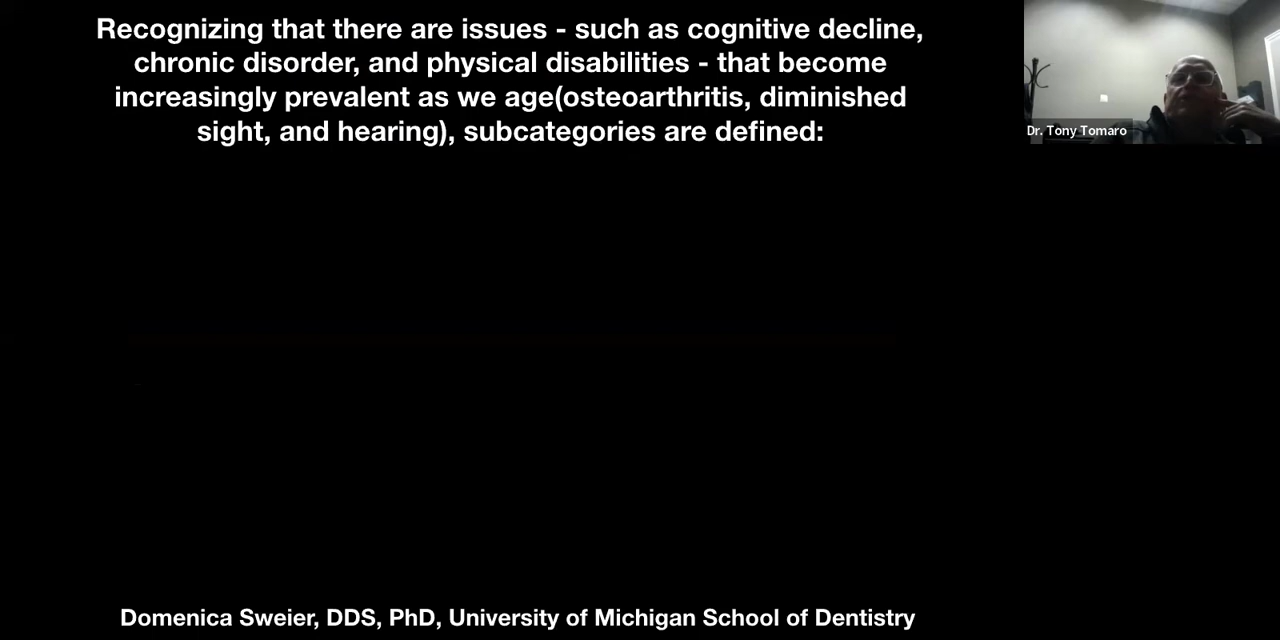 Recognizing that there are issues - such as cognitive decline,
chronic disorder, and physical disabilities - that become
increasingly prevalent as we age(osteoarthritis, diminished
sight, and hearing), subcategories are defined:
Dr. Tony Tomaro
Domenica Sweier, DDS, PhD, University of Michigan School of Dentistry